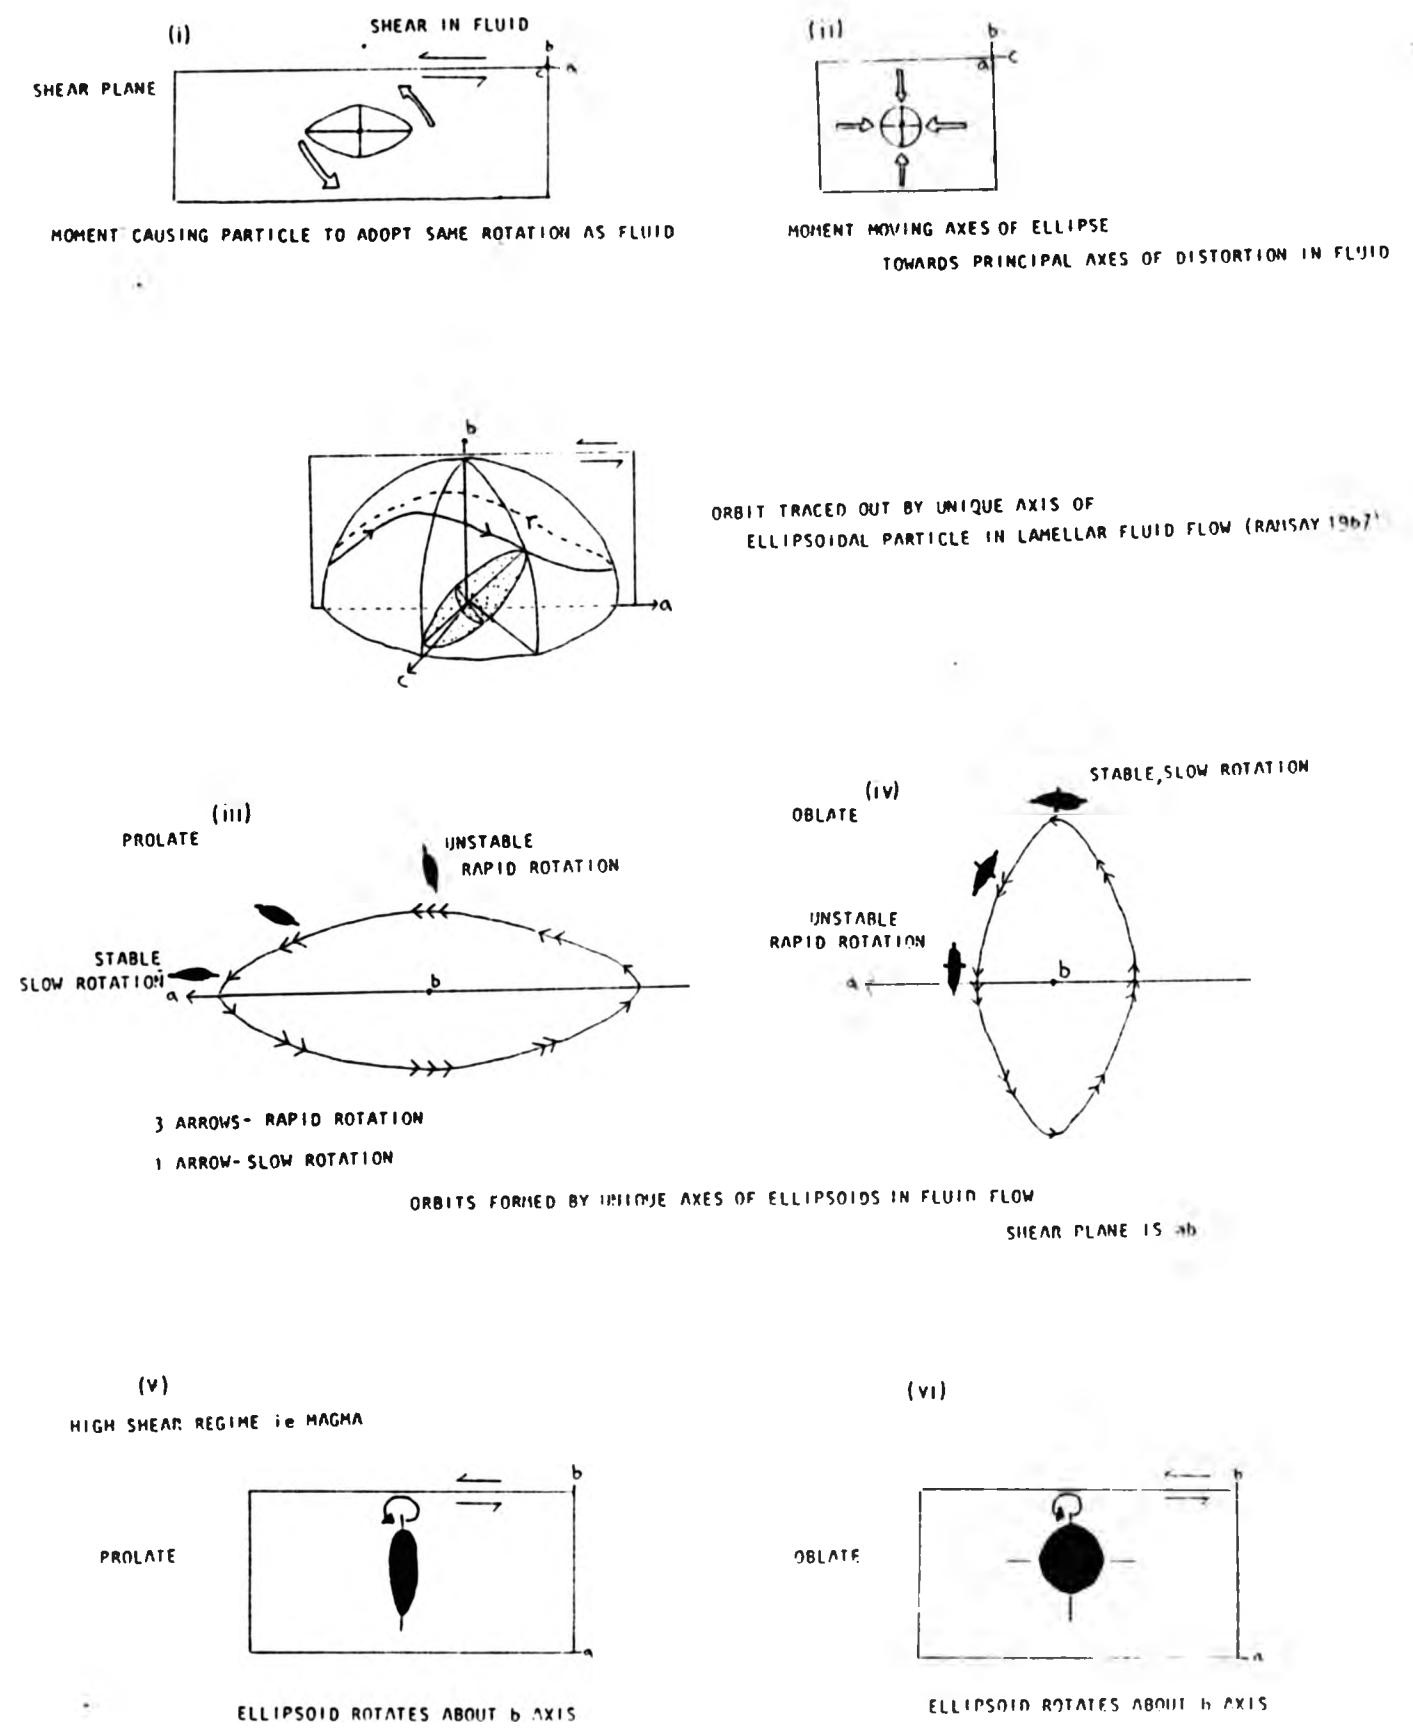 (i)
SHEAR IN FLUID
b
c
a
SHEAR PLANE
MOMENT CAUSING PARTICLE TO ADOPT SAME ROTATION AS FLUID
(ii)
b
a
c
MOMENT MOVING AXES OF ELLIPSE
TOWARDS PRINCIPAL AXES OF DISTORTION IN FLUID
b
r
a
c
ORBIT TRACED OUT BY UNIQUE AXIS OF
ELLIPSOIDAL PARTICLE IN LAMELLAR FLUID FLOW (RAMSAY 1967)
(iii)
PROLATE
UNSTABLE
RAPID ROTATION
STABLE
SLOW ROTATION
a
b
3 ARROWS- RAPID ROTATION
1 ARROW-SLOW ROTATION
(iv)
OBLATE
STABLE, SLOW ROTATION
UNSTABLE
RAPID ROTATION
a
b
ORBITS FORMED BY UNIQUE AXES OF ELLIPSOIDS IN FLUID FLOW
SHEAR PLANE IS ab
(v)
HIGH SHEAR REGIME ie MAGMA
b
PROLATE
a
ELLIPSOID ROTATES ABOUT b AXIS
(vi)
b
OBLATE
a
ELLIPSOID ROTATES ABOUT b AXIS